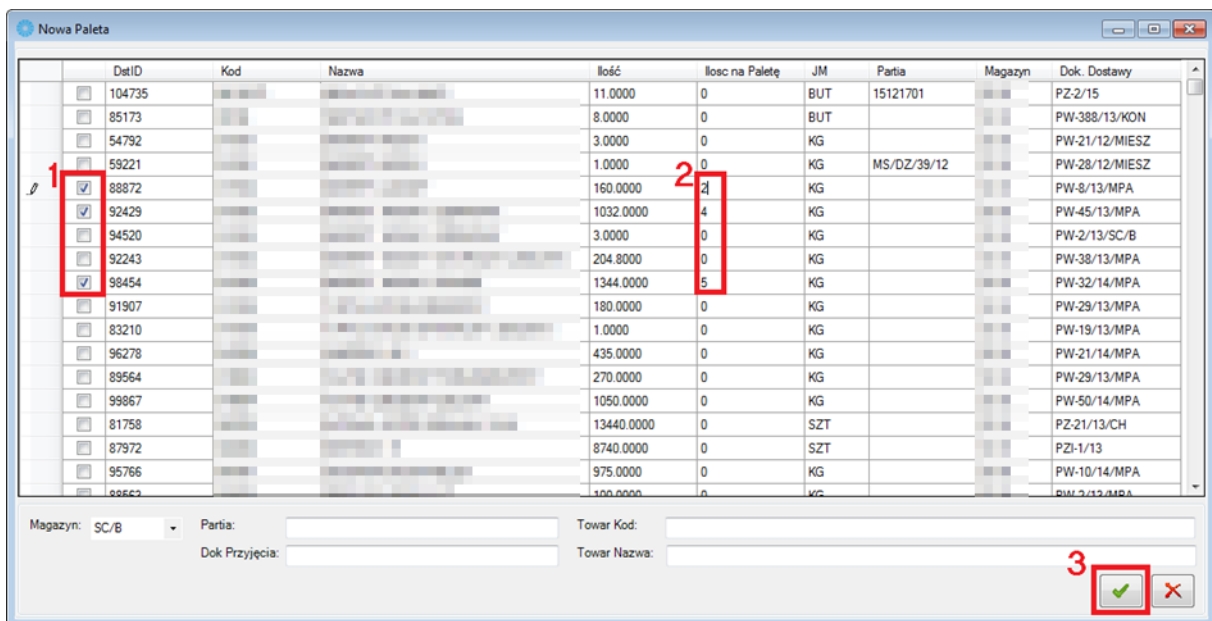 Nowa Paleta
DstID Kod Nazwa Ilość Ilosc na Paletę JM Partia Magazyn Dok. Dostawy
104735 11.0000 0 BUT 15121701 PZ-2/15
85173 8.0000 0 BUT PW-388/13/KON
54792 3.0000 0 KG PW-21/12/MIESZ
1 59221 1.0000 0 KG MS/DZ/39/12 PW-28/12/MIESZ
2
88872 160.0000 2 KG PW-8/13/MPA
92429 1032.0000 4 KG PW-45/13/MPA
94520 3.0000 0 KG PW-2/13/SC/B
92243 204.8000 0 KG PW-38/13/MPA
98454 1344.0000 5 KG PW-32/14/MPA
91907 180.0000 0 KG PW-29/13/MPA
83210 1.0000 0 KG PW-19/13/MPA
96278 435.0000 0 KG PW-21/14/MPA
89564 270.0000 0 KG PW-29/13/MPA
99867 1050.0000 0 KG PW-50/14/MPA
81758 13440.0000 0 SZT PZ-21/13/CH
87972 8740.0000 0 SZT PZI-1/13
95766 975.0000 0 KG PW-10/14/MPA
100.0000 0 KG
Magazyn: SC/B Partia: Towar Kod:
Dok Przyjęcia: Towar Nazwa:
3